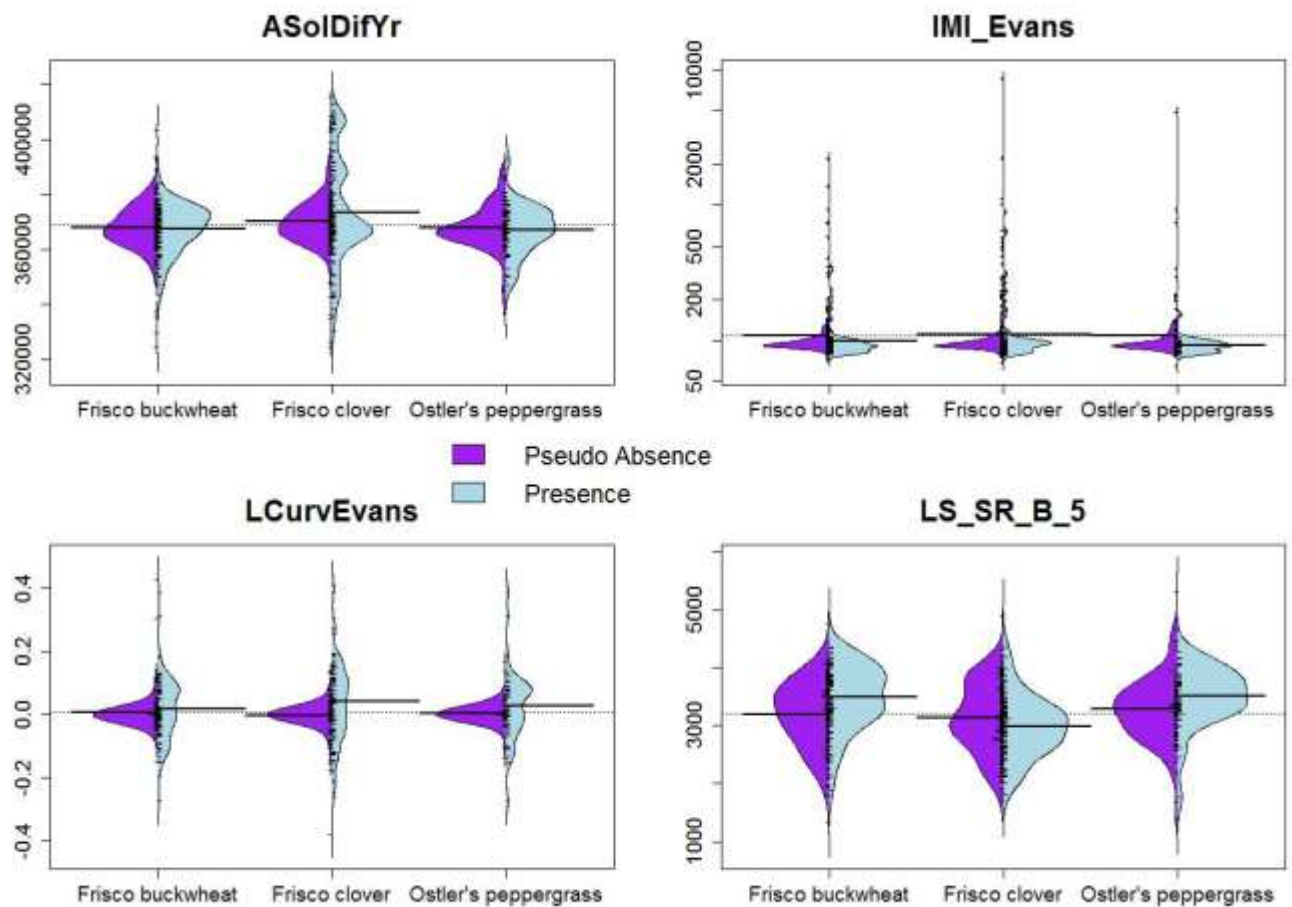 ASolDifYr
IMI_Evans
400000
360000
320000
Frisco buckwheat Frisco clover Ostler's peppergrass
10000
2000
500
200
50
Frisco buckwheat Frisco clover Ostler's peppergrass
Pseudo Absence
Presence
LCurvEvans
LS_SR_B_5
0.4
0.2
0.0
-0.2
-0.4
Frisco buckwheat Frisco clover Ostler's peppergrass
5000
3000
1000
Frisco buckwheat Frisco clover Ostler's peppergrass